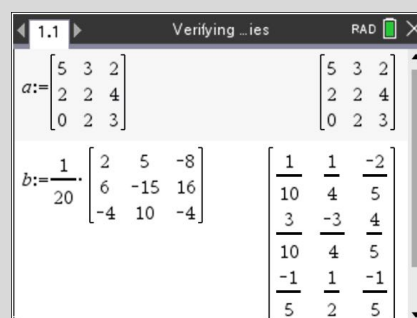 1.1 Verifying ...ies RAD
a:=[5 3 2
2 2 4
0 2 3] [5 3 2
2 2 4
0 2 3]
b:=1/20·[2 5 -8
6 -15 16
-4 10 -4] [1/10 1/4 -2/5
3/10 -3/4 4/5
-1/5 1/2 -1/5]